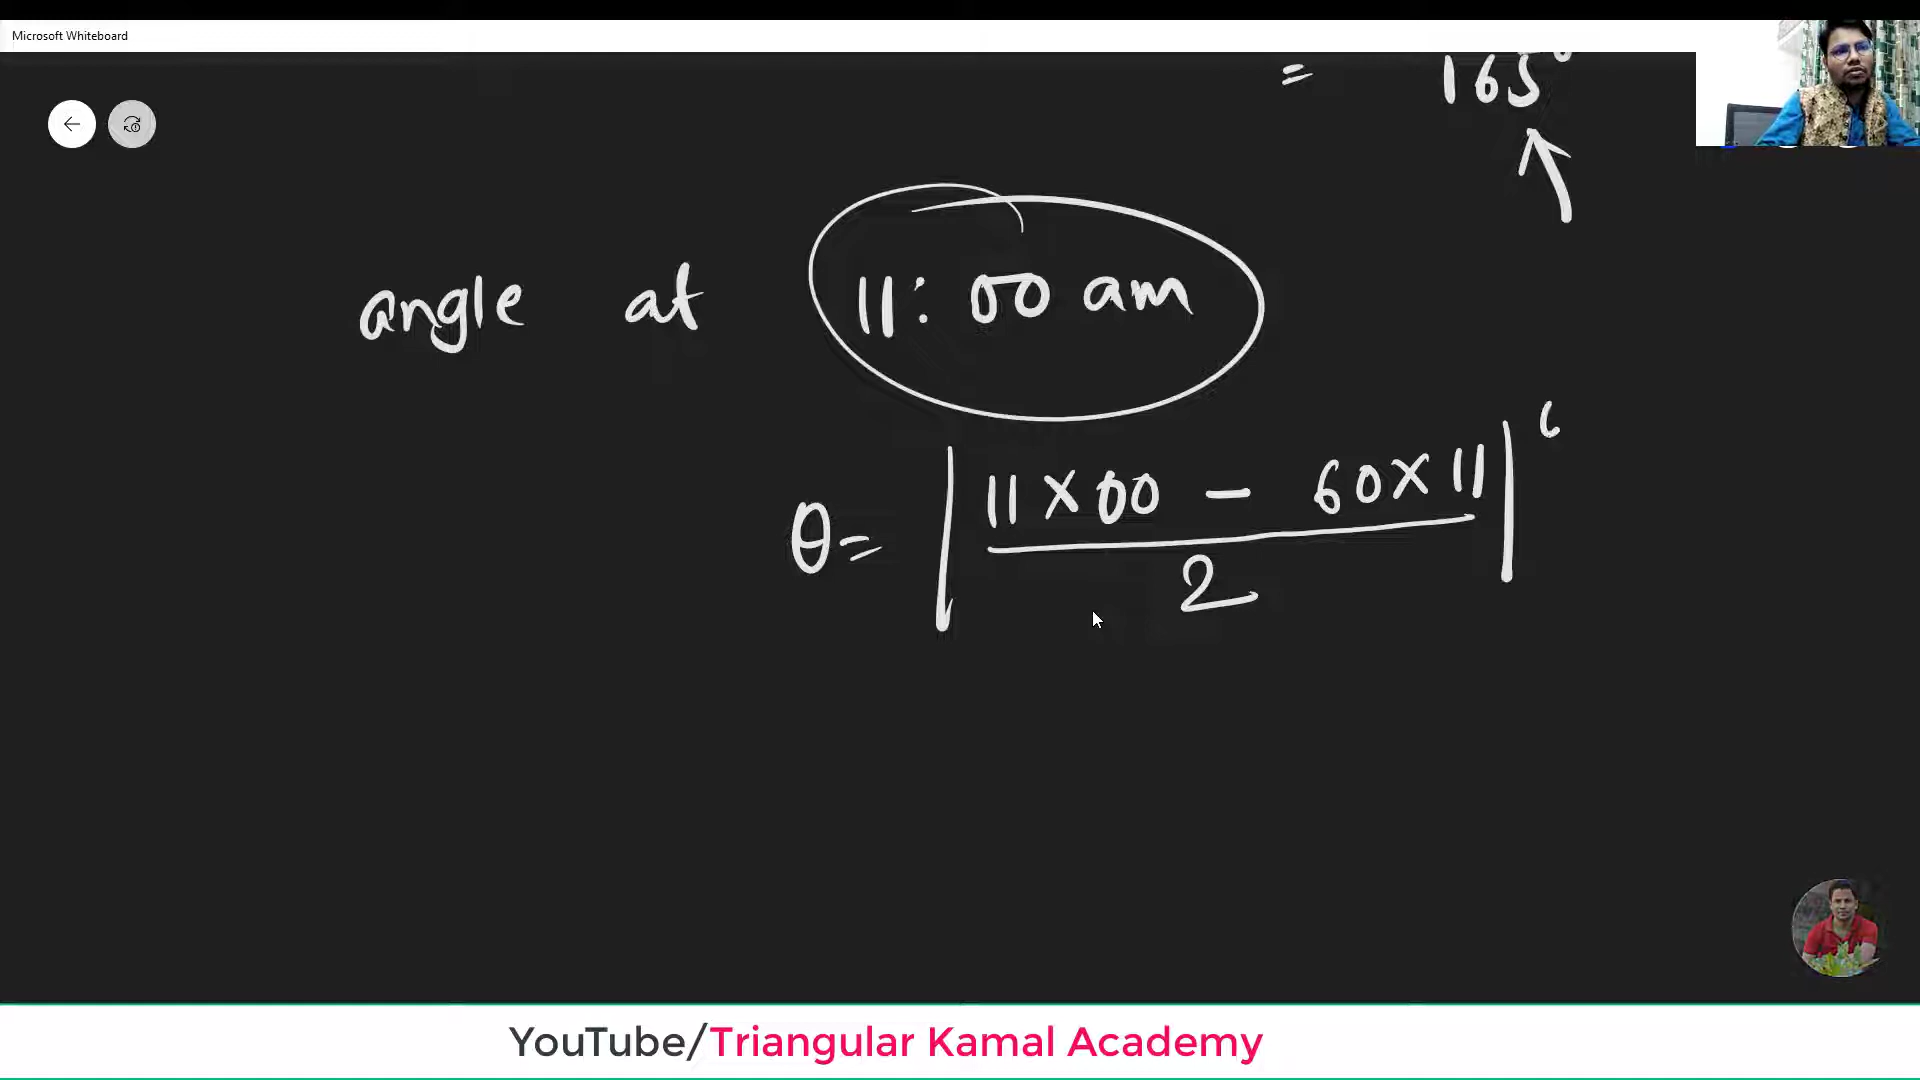 Microsoft Whiteboard
= 165°
angle at 11:00 am
θ = | (11 × 00 − 60 × 11) / 2 |°
YouTube/Triangular Kamal Academy